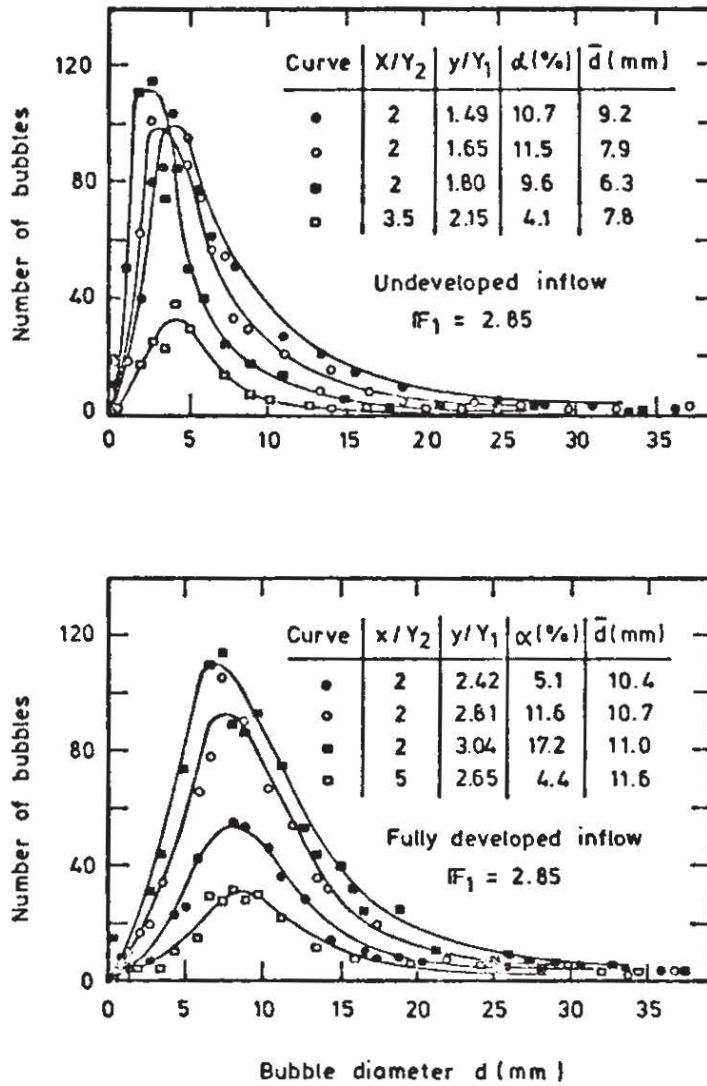 Number of bubbles
120
80
40
0
Curve X/Y₂ y/Y₁ α(%) d̄(mm)
● 2 1.49 10.7 9.2
○ 2 1.65 11.5 7.9
■ 2 1.80 9.6 6.3
□ 3.5 2.15 4.1 7.8
Undeveloped inflow
IF₁ = 2.85
0 5 10 15 20 25 30 35
Number of bubbles
120
80
40
0
Curve x/Y₂ y/Y₁ α(%) d̄(mm)
● 2 2.42 5.1 10.4
○ 2 2.81 11.6 10.7
■ 2 3.04 17.2 11.0
□ 5 2.65 4.4 11.6
Fully developed inflow
IF₁ = 2.85
0 5 10 15 20 25 30 35
Bubble diameter d (mm)